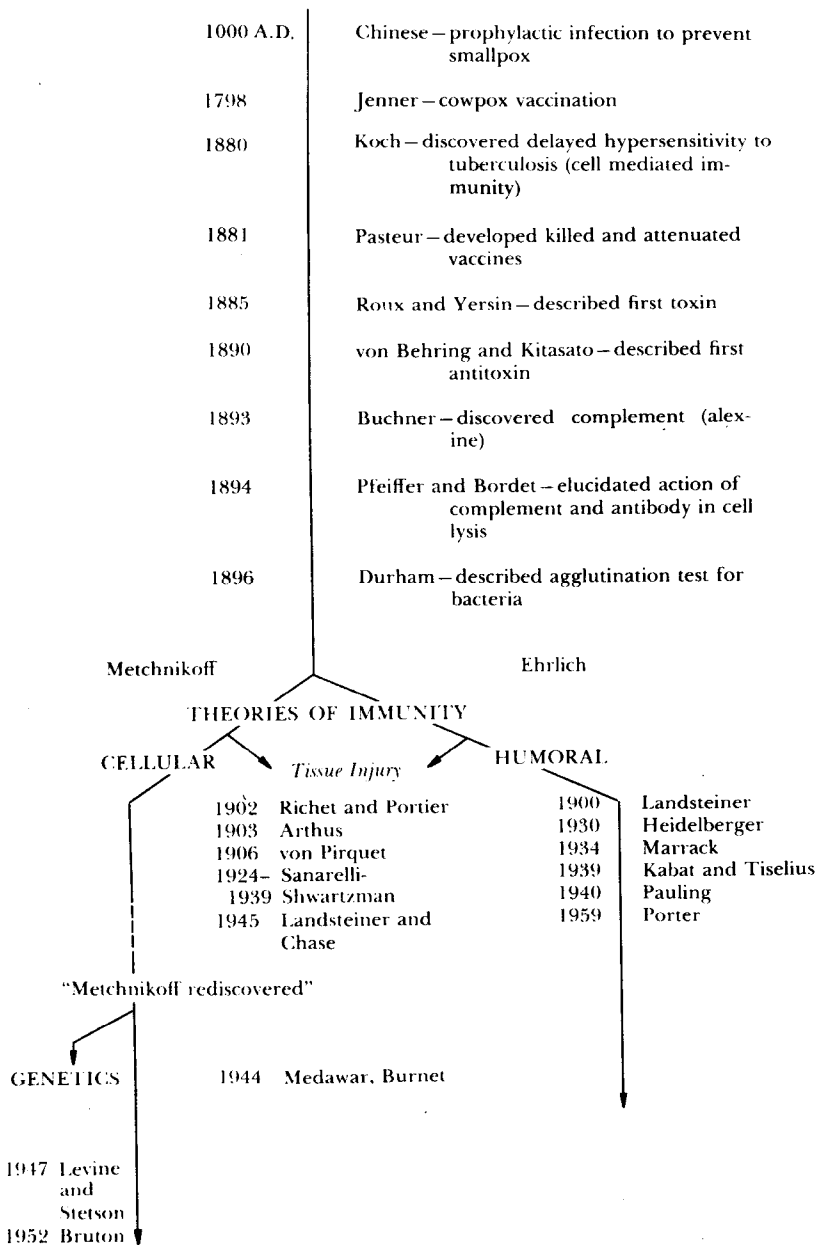 1000 A.D. Chinese—prophylactic infection to prevent
smallpox
1798 Jenner—cowpox vaccination
1880 Koch—discovered delayed hypersensitivity to
tuberculosis (cell mediated im-
munity)
1881 Pasteur—developed killed and attenuated
vaccines
1885 Roux and Yersin—described first toxin
1890 von Behring and Kitasato—described first
antitoxin
1893 Buchner—discovered complement (alex-
ine)
1894 Pfeiffer and Bordet—elucidated action of
complement and antibody in cell
lysis
1896 Durham—described agglutination test for
bacteria
Metchnikoff Ehrlich
THEORIES OF IMMUNITY
CELLULAR Tissue Injury HUMORAL
1902 Richet and Portier
1903 Arthus
1906 von Pirquet
1924– Sanarelli-
1939 Shwartzman
1945 Landsteiner and
Chase
1900 Landsteiner
1930 Heidelberger
1934 Marrack
1939 Kabat and Tiselius
1940 Pauling
1959 Porter
"Metchnikoff rediscovered"
GENETICS 1944 Medawar, Burnet
1947 Levine
and
Stetson
1952 Bruton